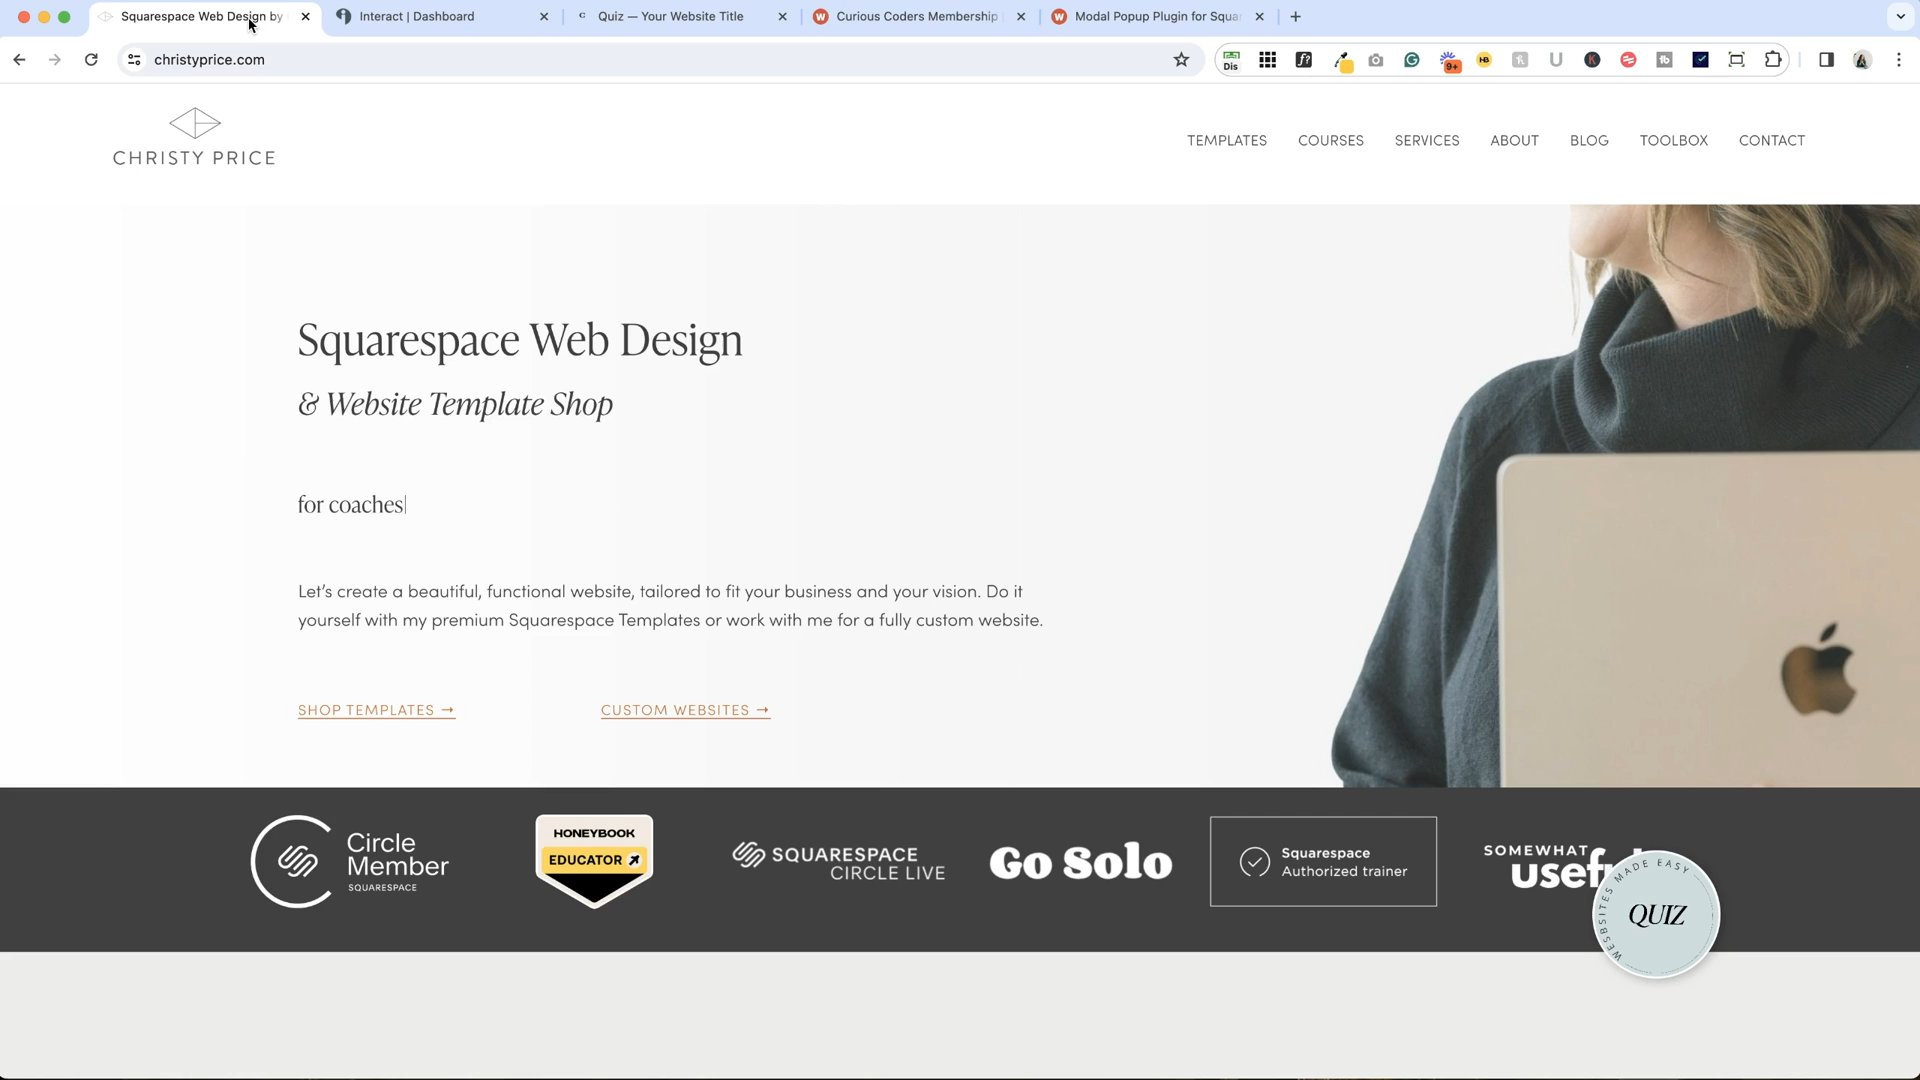 Squarespace Web Design by
Interact | Dashboard
Quiz — Your Website Title
Curious Coders Membership
Modal Popup Plugin for Squa
christyprice.com
Dis
f?
9+
HB
U
K
CHRISTY PRICE
TEMPLATES
COURSES
SERVICES
ABOUT
BLOG
TOOLBOX
CONTACT
Squarespace Web Design
& Website Template Shop
for coaches
Let's create a beautiful, functional website, tailored to fit your business and your vision. Do it
yourself with my premium Squarespace Templates or work with me for a fully custom website.
SHOP TEMPLATES →
CUSTOM WEBSITES →
Circle
Member
SQUARESPACE
HONEYBOOK
EDUCATOR
SQUARESPACE
CIRCLE LIVE
Go Solo
Squarespace
Authorized trainer
SOMEWHAT
WESBSITES MADE EASY
QUIZ